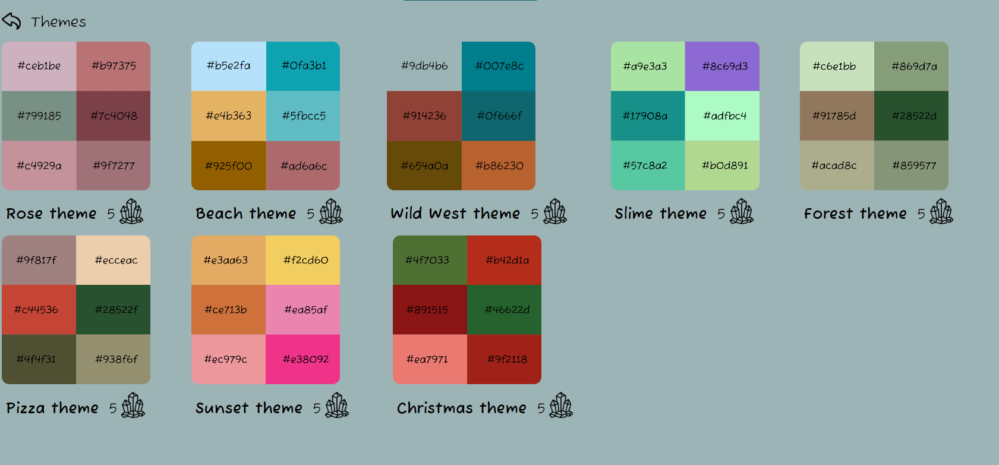 Themes
#ceb1be #b97375 #b5e2fa #0fa3b1 #9db4b6 #007e8c #a9e3a3 #8c69d3 #c6e1bb #869d7a
#799185 #7c4048 #e4b363 #5fbcc5 #914236 #0f666f #17908a #adfbc4 #91785d #28522d
#c4929a #9f7277 #925f00 #ad6a6c #654a0a #b86230 #57c8a2 #b0d891 #acad8c #859577
Rose theme 5 Beach theme 5 Wild West theme 5 Slime theme 5 Forest theme 5
#9f817f #ecceac #e3aa63 #f2cd60 #4f7033 #b42d1a
#c44536 #28522f #ce713b #ea85af #891515 #46622d
#4f4f31 #938f6f #ec979c #e38092 #ea7971 #9f2118
Pizza theme 5 Sunset theme 5 Christmas theme 5